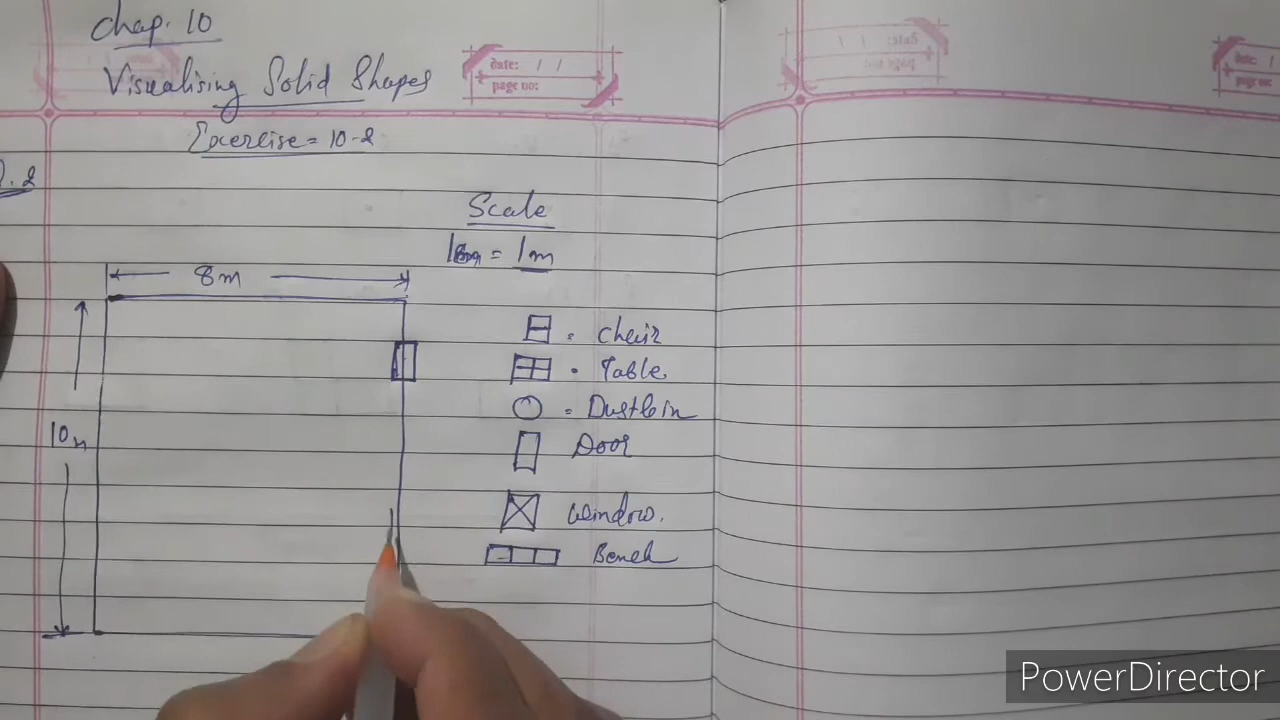 Chap. 10
Visualising Solid Shapes
date: / /
page no:
Exercise = 10.2
Q.2
Scale
= 1m
8m
10m
= Chair
= Table
= Dustbin
Door
Window.
Bench
PowerDirector